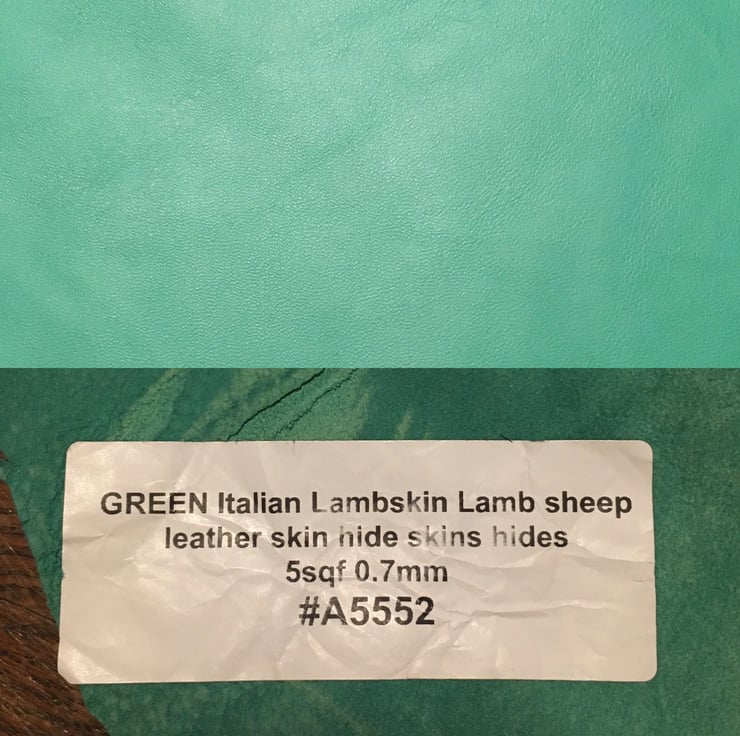 GREEN Italian Lambskin Lamb sheep
leather skin hide skins hides
5sqf 0.7mm
#A5552